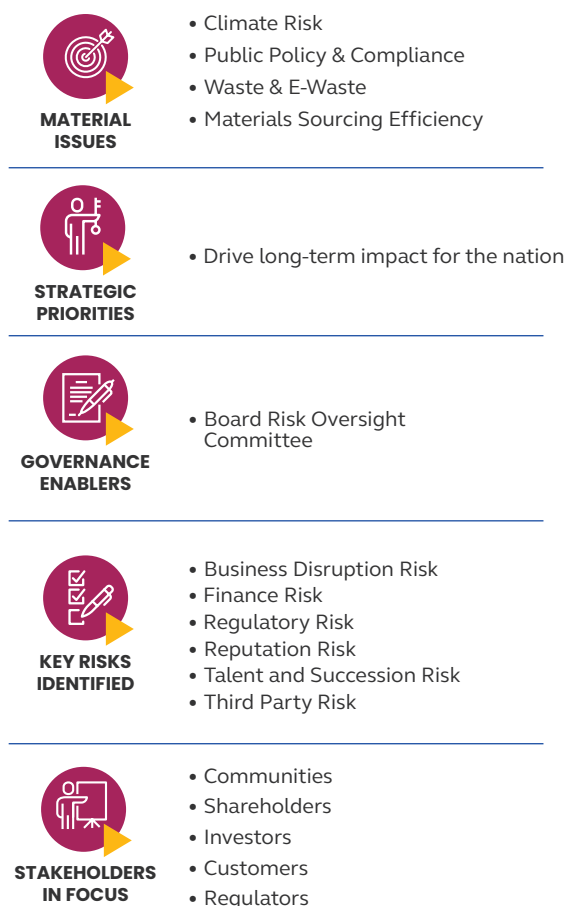 MATERIAL
ISSUES
• Climate Risk
• Public Policy & Compliance
• Waste & E-Waste
• Materials Sourcing Efficiency
STRATEGIC
PRIORITIES
• Drive long-term impact for the nation
GOVERNANCE
ENABLERS
• Board Risk Oversight
Committee
KEY RISKS
IDENTIFIED
• Business Disruption Risk
• Finance Risk
• Regulatory Risk
• Reputation Risk
• Talent and Succession Risk
• Third Party Risk
STAKEHOLDERS
IN FOCUS
• Communities
• Shareholders
• Investors
• Customers
• Regulators